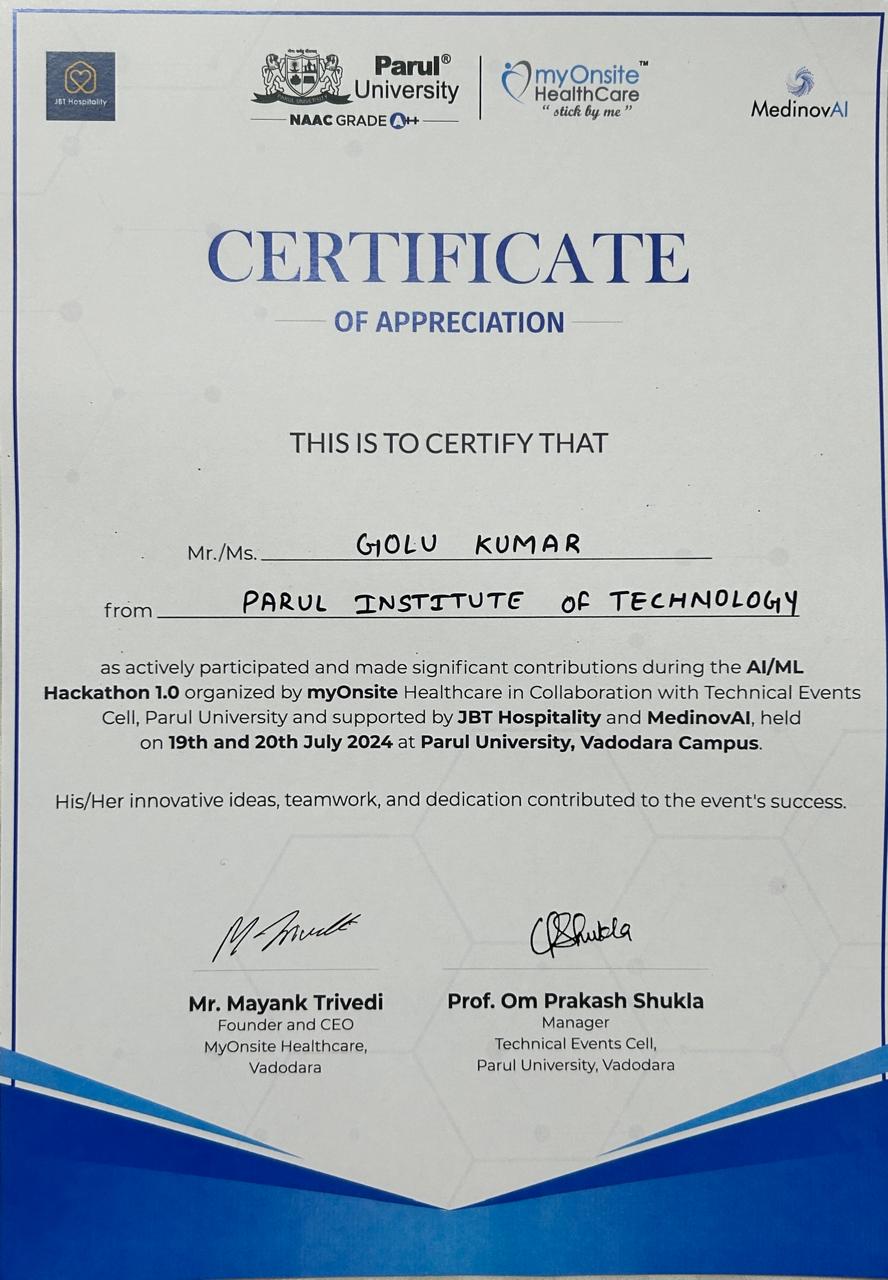 JBT Hospitality
PARUL UNIVERSITY
Parul®
University
NAAC GRADE A++
myOnsite™
HealthCare
“ stick by me ”
MedinovAI
CERTIFICATE
OF APPRECIATION
THIS IS TO CERTIFY THAT
Mr./Ms. GOLU KUMAR
from PARUL INSTITUTE OF TECHNOLOGY
as actively participated and made significant contributions during the AI/ML
Hackathon 1.0 organized by myOnsite Healthcare in Collaboration with Technical Events
Cell, Parul University and supported by JBT Hospitality and MedinovAI, held
on 19th and 20th July 2024 at Parul University, Vadodara Campus.
His/Her innovative ideas, teamwork, and dedication contributed to the event's success.
M. Trivedi
OPShukla
Mr. Mayank Trivedi
Founder and CEO
MyOnsite Healthcare,
Vadodara
Prof. Om Prakash Shukla
Manager
Technical Events Cell,
Parul University, Vadodara